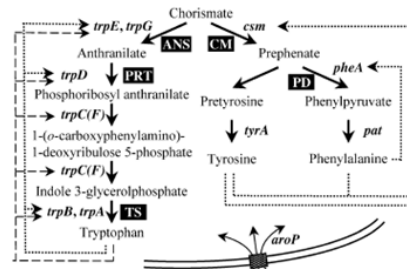 Chorismate
trpE, trpG
csm
ANS
CM
Anthranilate
Prephenate
trpD
PRT
pheA
PD
Phosphoribosyl anthranilate
Pretyrosine
Phenylpyruvate
trpC(F)
1-(o-carboxyphenylamino)-
1-deoxyribulose 5-phosphate
tyrA
pat
trpC(F)
Tyrosine
Phenylalanine
Indole 3-glycerolphosphate
trpB, trpA
TS
Tryptophan
aroP